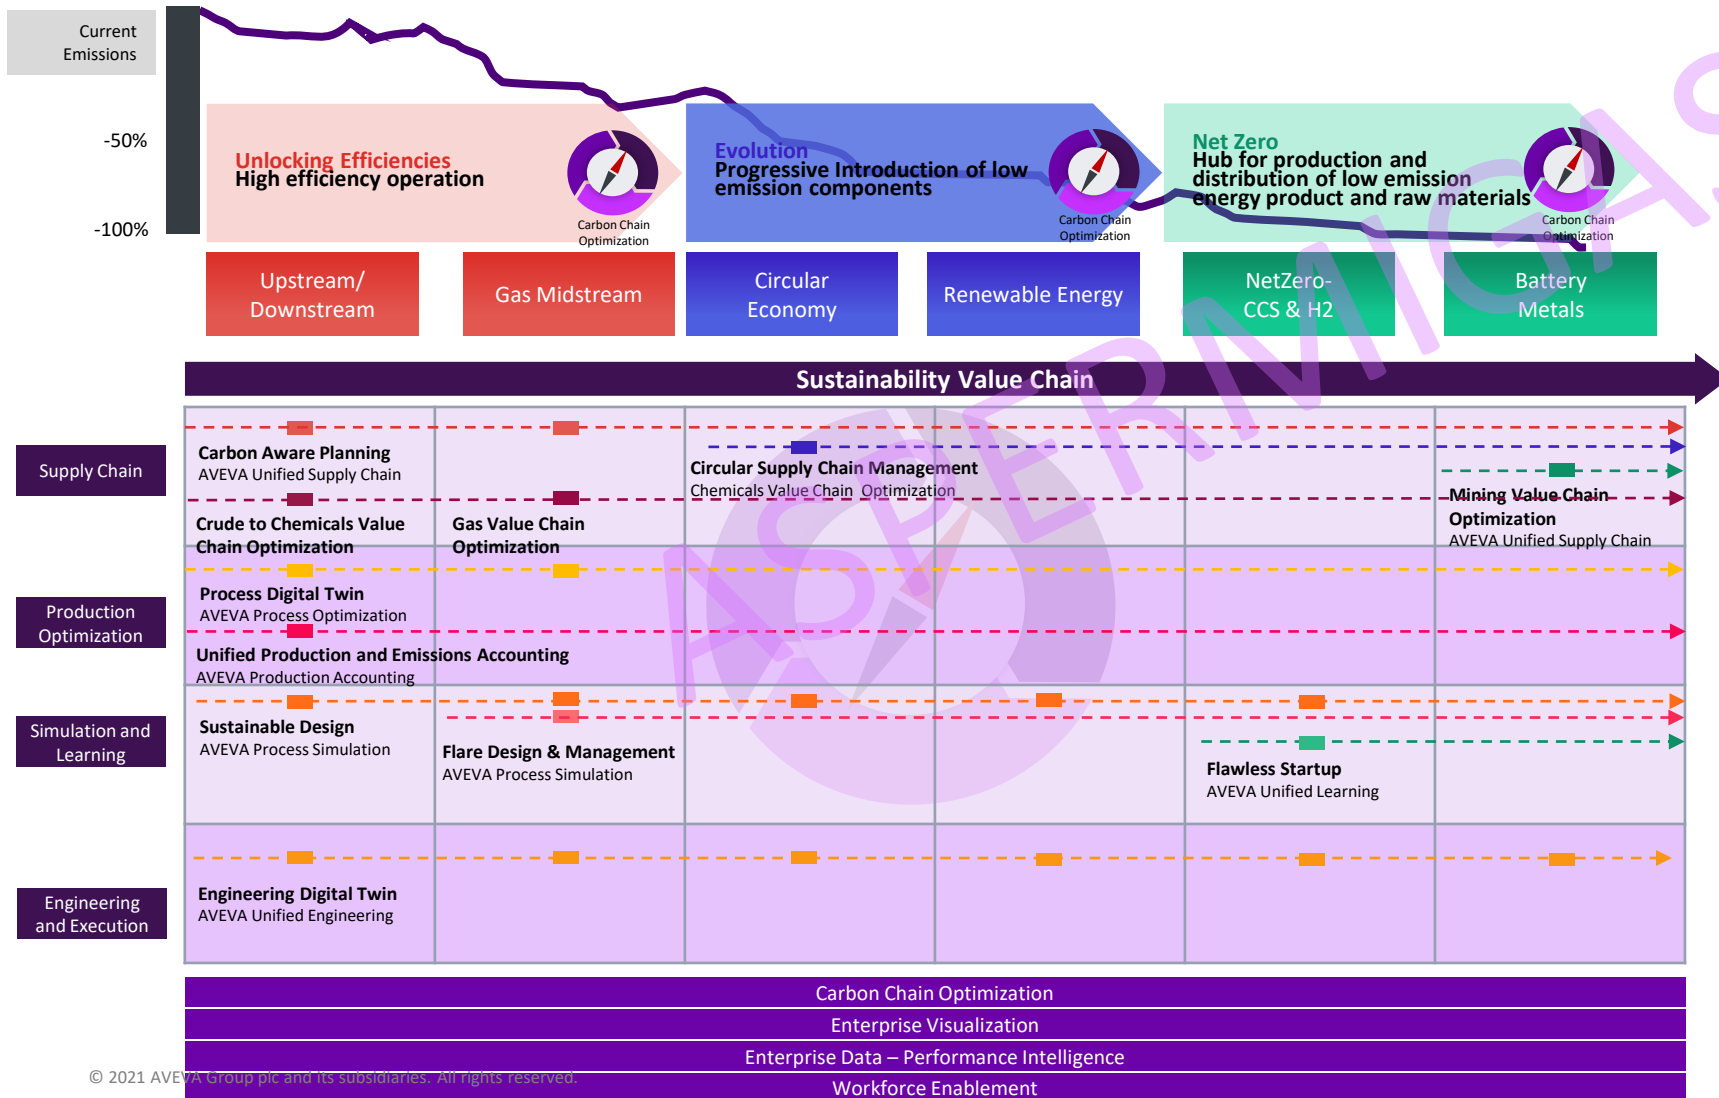 Current
Emissions
-50%
-100%
Unlocking Efficiencies
High efficiency operation
Carbon Chain
Optimization
Evolution
Progressive Introduction of low
emission components
Carbon Chain
Optimization
Net Zero
Hub for production and
distribution of low emission
energy product and raw materials
Carbon Chain
Optimization
Upstream/
Downstream
Gas Midstream
Circular
Economy
Renewable Energy
NetZero-
CCS & H2
Battery
Metals
Sustainability Value Chain
Supply Chain
Carbon Aware Planning
AVEVA Unified Supply Chain
Crude to Chemicals Value
Chain Optimization
Gas Value Chain
Optimization
Circular Supply Chain Management
Chemicals Value Chain Optimization
Mining Value Chain
Optimization
AVEVA Unified Supply Chain
Production
Optimization
Process Digital Twin
AVEVA Process Optimization
Unified Production and Emissions Accounting
AVEVA Production Accounting
Simulation and
Learning
Sustainable Design
AVEVA Process Simulation
Flare Design & Management
AVEVA Process Simulation
Flawless Startup
AVEVA Unified Learning
Engineering
and Execution
Engineering Digital Twin
AVEVA Unified Engineering
Carbon Chain Optimization
Enterprise Visualization
Enterprise Data – Performance Intelligence
Workforce Enablement
© 2021 AVEVA Group plc and its subsidiaries. All rights reserved.
ASPERMIGAS